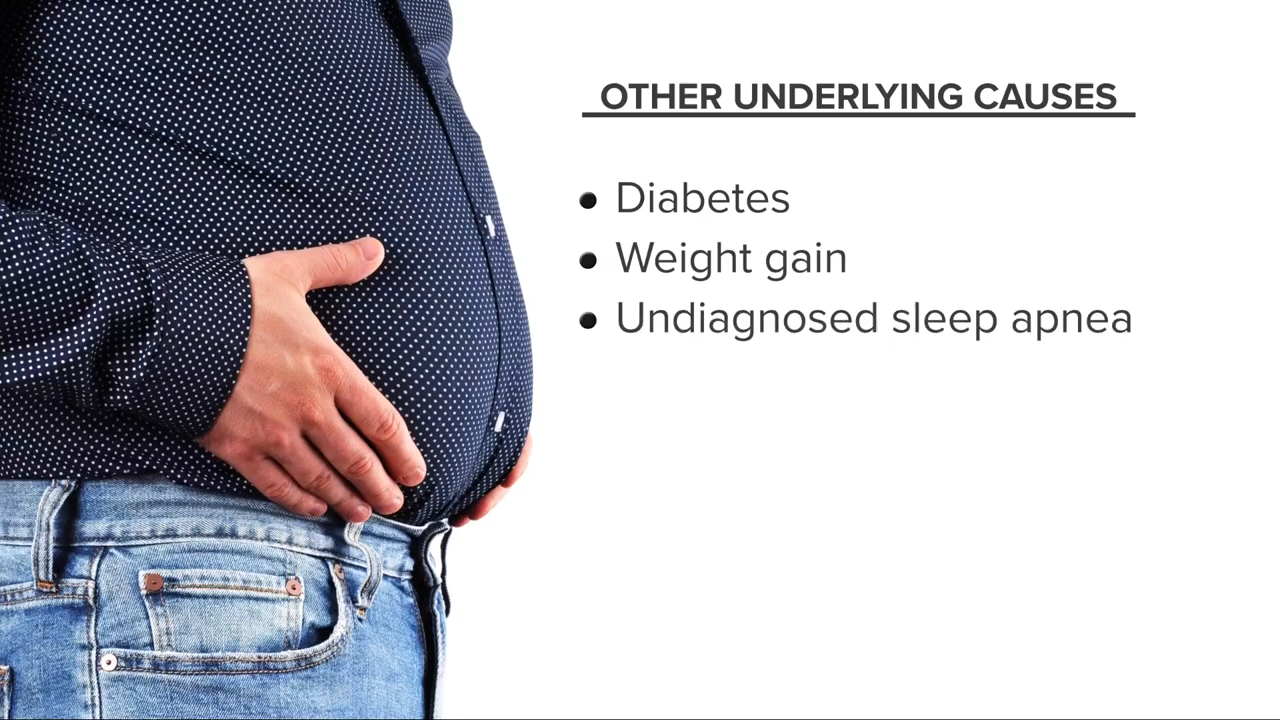 OTHER UNDERLYING CAUSES
• Diabetes
• Weight gain
• Undiagnosed sleep apnea